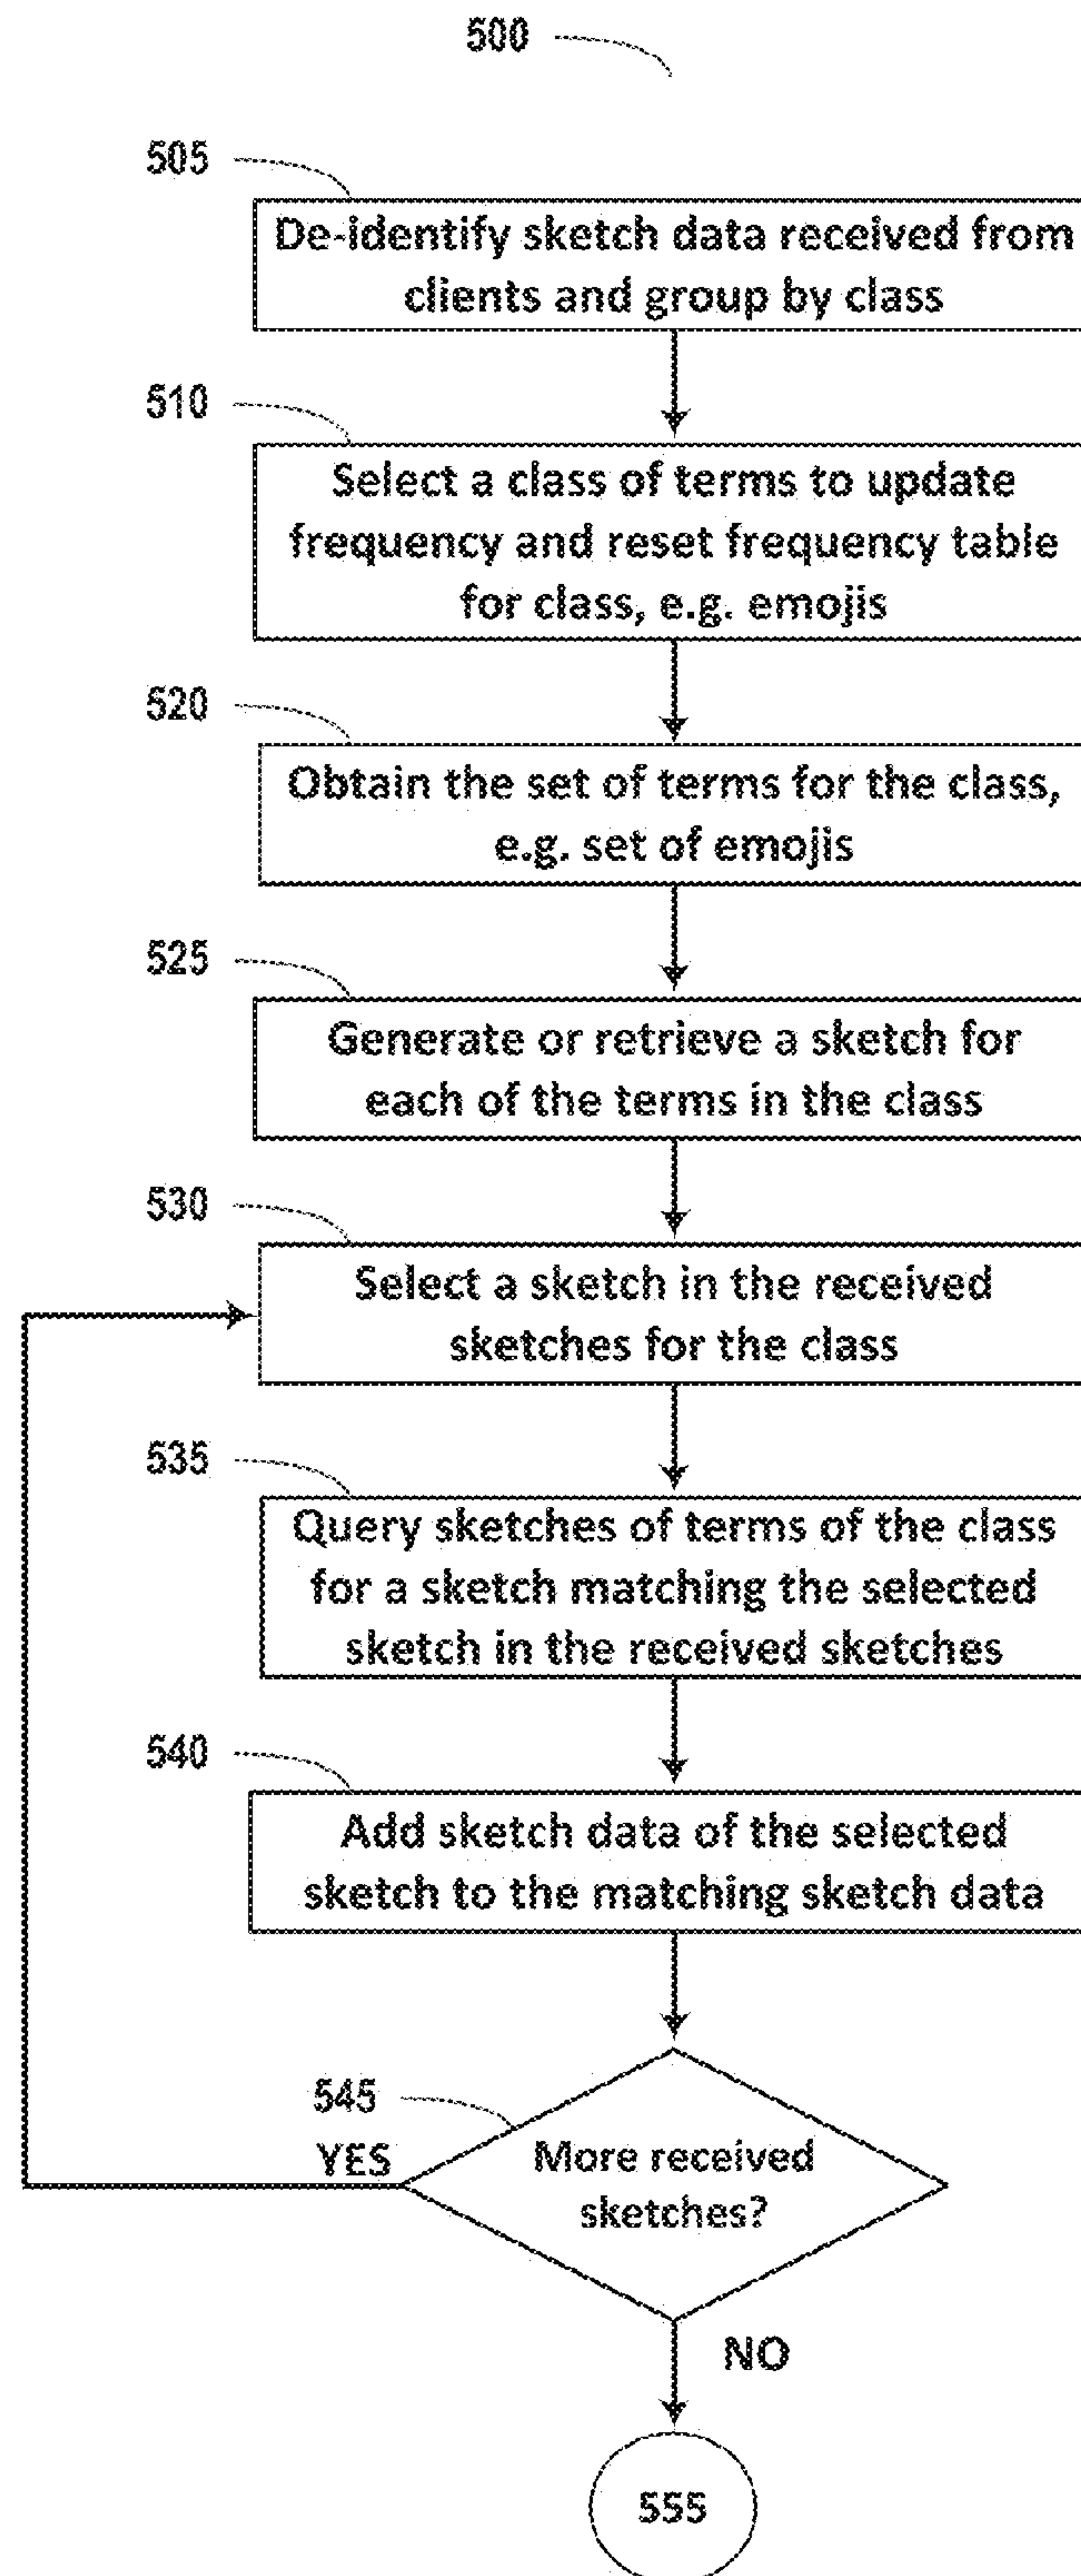 500
505
De-identify sketch data received from
clients and group by class
510
Select a class of terms to update
frequency and reset frequency table
for class, e.g. emojis
520
Obtain the set of terms for the class,
e.g. set of emojis
525
Generate or retrieve a sketch for
each of the terms in the class
530
Select a sketch in the received
sketches for the class
535
Query sketches of terms of the class
for a sketch matching the selected
sketch in the received sketches
540
Add sketch data of the selected
sketch to the matching sketch data
545
YES
More received
sketches?
NO
555